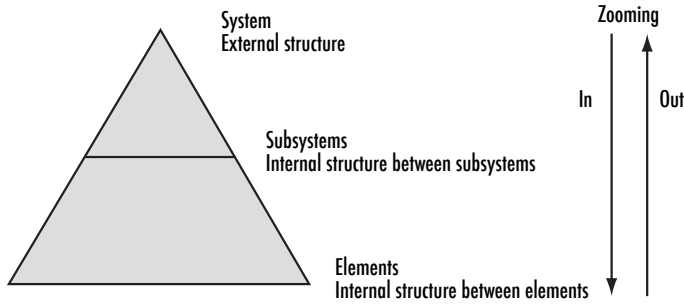 System
External structure
Zooming
In
Out
Subsystems
Internal structure between subsystems
Elements
Internal structure between elements